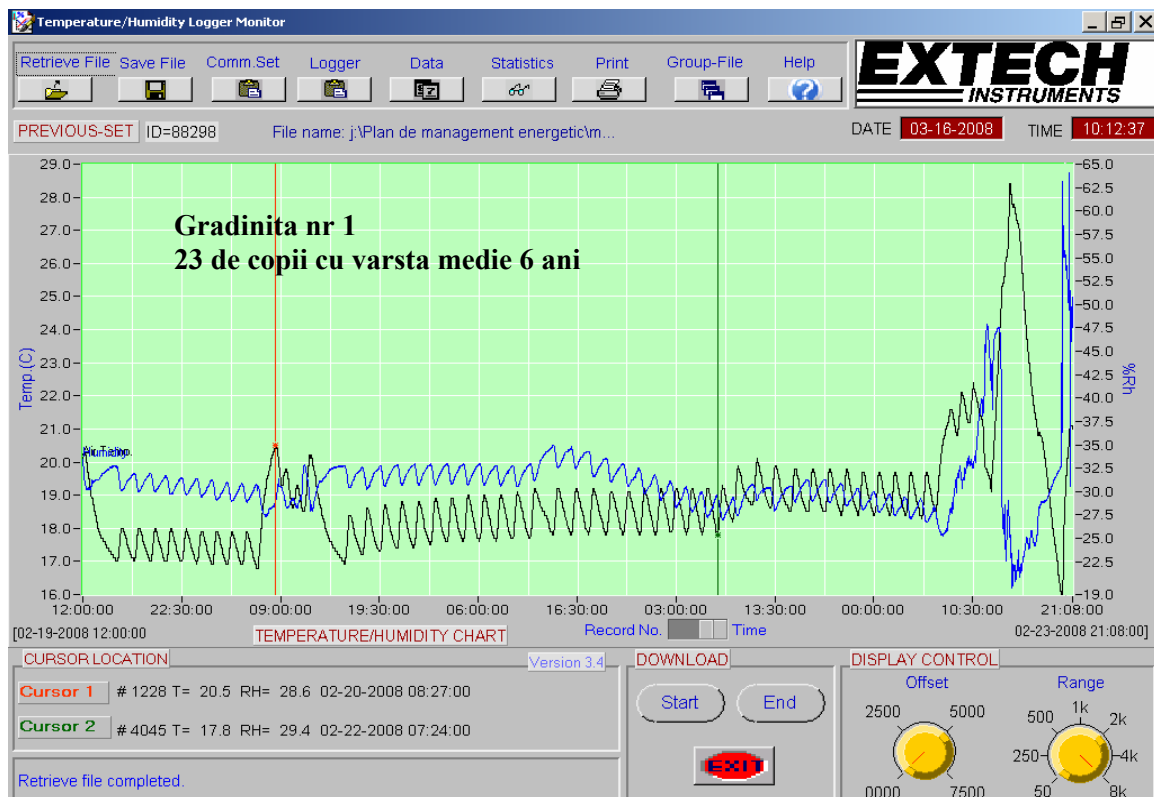 Temperature/Humidity Logger Monitor
Retrieve File Save File Comm.Set Logger Data Statistics Print Group-File Help
EXTECH
INSTRUMENTS
PREVIOUS-SET ID=88298 File name: j:\Plan de management energetic\m... DATE 03-16-2008 TIME 10:12:37
Gradinita nr 1
23 de copii cu varsta medie 6 ani
Temp.(C)
29.0
28.0
27.0
26.0
25.0
24.0
23.0
22.0
21.0
20.0
19.0
18.0
17.0
16.0
Humidity
65.0
62.5
60.0
57.5
55.0
52.5
50.0
47.5
45.0
42.5
40.0
37.5
35.0
32.5
30.0
27.5
25.0
22.5
19.0
%Rh
12:00:00 22:30:00 09:00:00 19:30:00 06:00:00 16:30:00 03:00:00 13:30:00 00:00:00 10:30:00 21:08:00
[02-19-2008 12:00:00 TEMPERATURE/HUMIDITY CHART Record No. Time 02-23-2008 21:08:00]
CURSOR LOCATION Version 3.4
Cursor 1 # 1228 T= 20.5 RH= 28.6 02-20-2008 08:27:00
Cursor 2 # 4045 T= 17.8 RH= 29.4 02-22-2008 07:24:00
Retrieve file completed.
DOWNLOAD
Start End
EXIT
DISPLAY CONTROL
Offset
2500 5000
0000 7500
Range
500 1k 2k
250 4k
50 8k